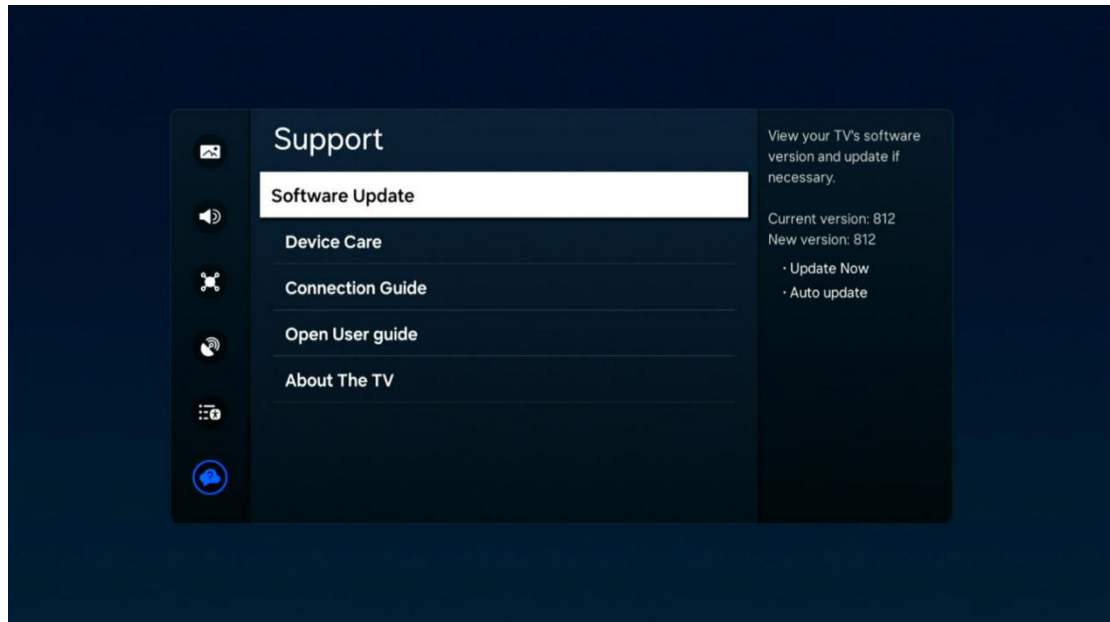 Support
Software Update
Device Care
Connection Guide
Open User guide
About The TV
View your TV's software
version and update if
necessary.
Current version: 812
New version: 812
· Update Now
· Auto update